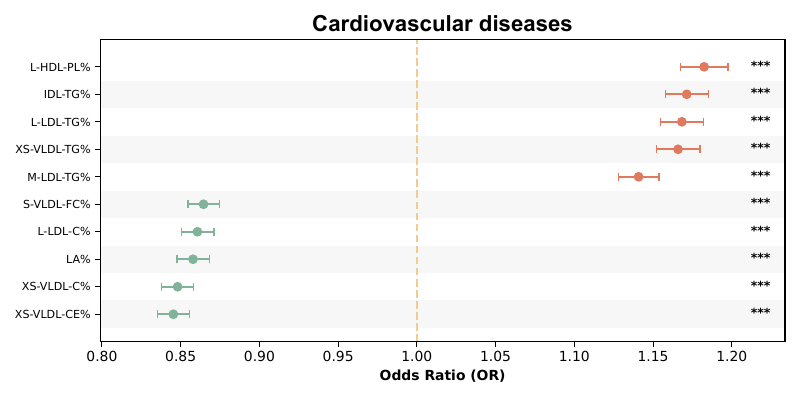 Cardiovascular diseases
L-HDL-PL% ***
IDL-TG% ***
L-LDL-TG% ***
XS-VLDL-TG% ***
M-LDL-TG% ***
S-VLDL-FC% ***
L-LDL-C% ***
LA% ***
XS-VLDL-C% ***
XS-VLDL-CE% ***
0.80 0.85 0.90 0.95 1.00 1.05 1.10 1.15 1.20
Odds Ratio (OR)